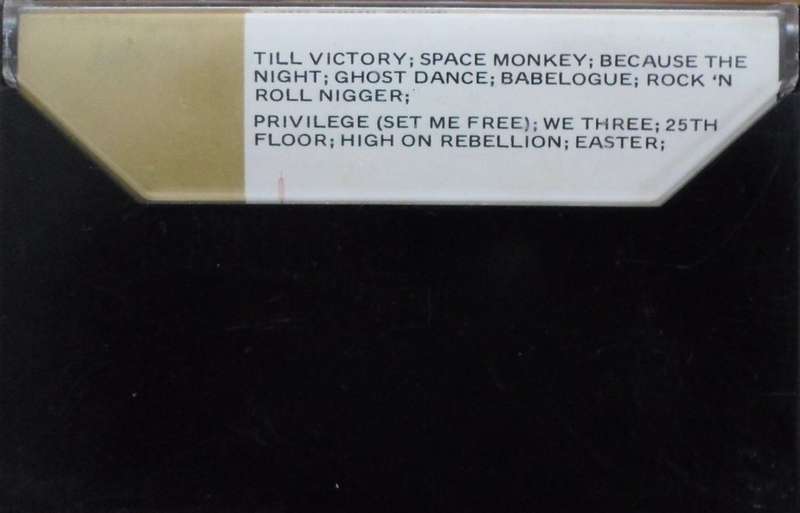 TILL VICTORY; SPACE MONKEY; BECAUSE THE
NIGHT; GHOST DANCE; BABELOGUE; ROCK 'N
ROLL NIGGER;
PRIVILEGE (SET ME FREE); WE THREE; 25TH
FLOOR; HIGH ON REBELLION; EASTER;